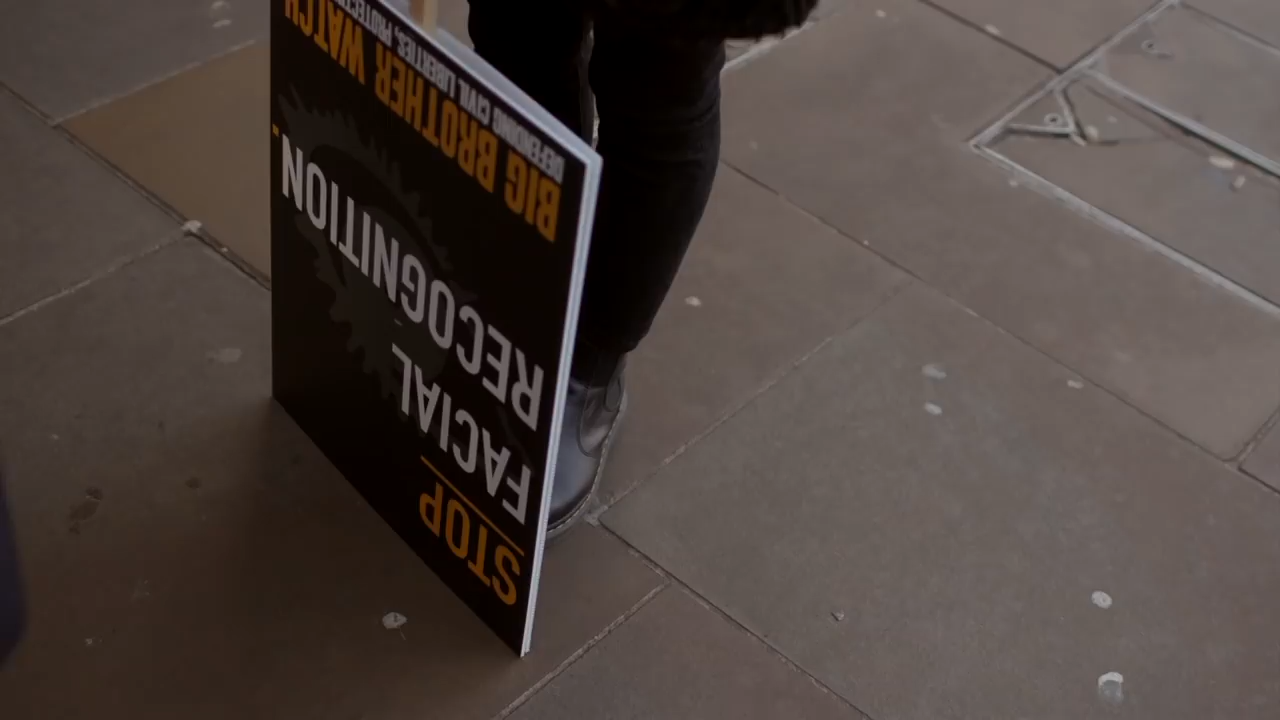 STOP
FACIAL
RECOGNITION
BIG BROTHER WATCH
DEFENDING CIVIL LIBERTIES, PROTECTING